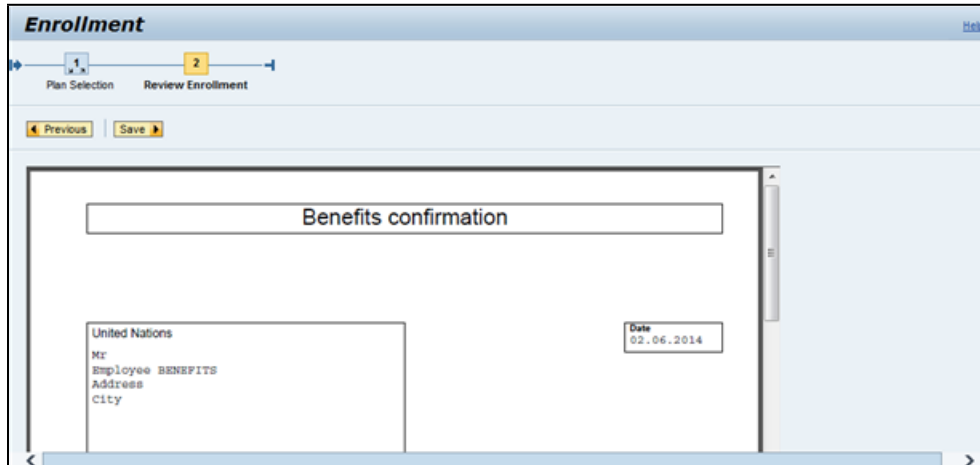 Enrollment
Help
1
2
Plan Selection
Review Enrollment
Previous
Save
Benefits confirmation
United Nations
Mr
Employee BENEFITS
Address
City
Date
02.06.2014